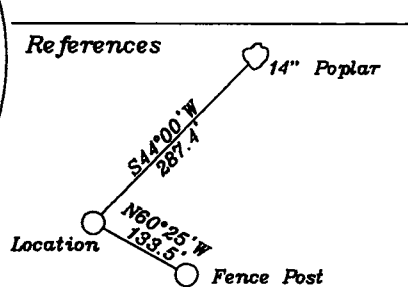 References
14" Poplar
S44°00'W
287.4'
N60°25'W
133.5'
Location
Fence Post